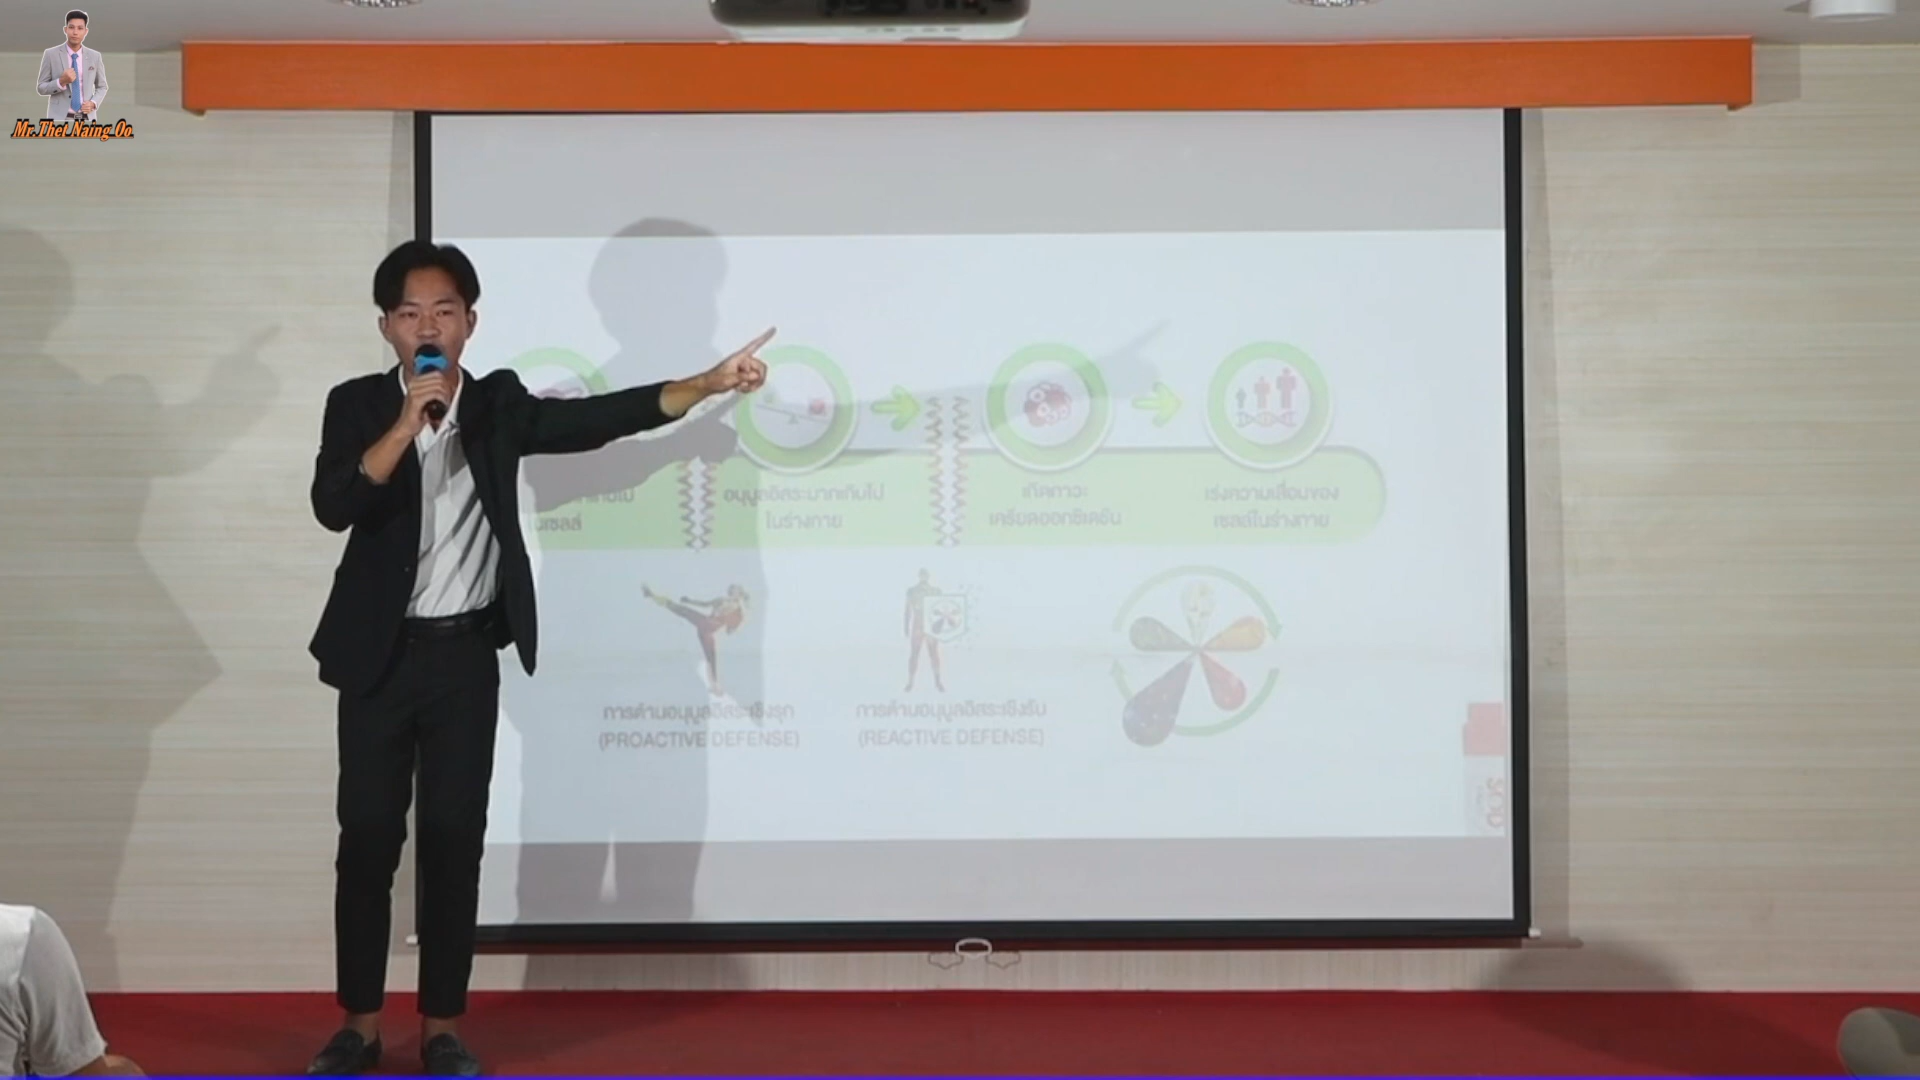 Mr.Thet Naing Oo
อนุมูลอิสระมากเกินไป
ในร่างกาย
เกิดภาวะ
เครียดออกซิเดชัน
เร่งความเสื่อมของ
เซลล์ในร่างกาย
การต้านอนุมูลอิสระเชิงรุก
(PROACTIVE DEFENSE)
การต้านอนุมูลอิสระเชิงรับ
(REACTIVE DEFENSE)